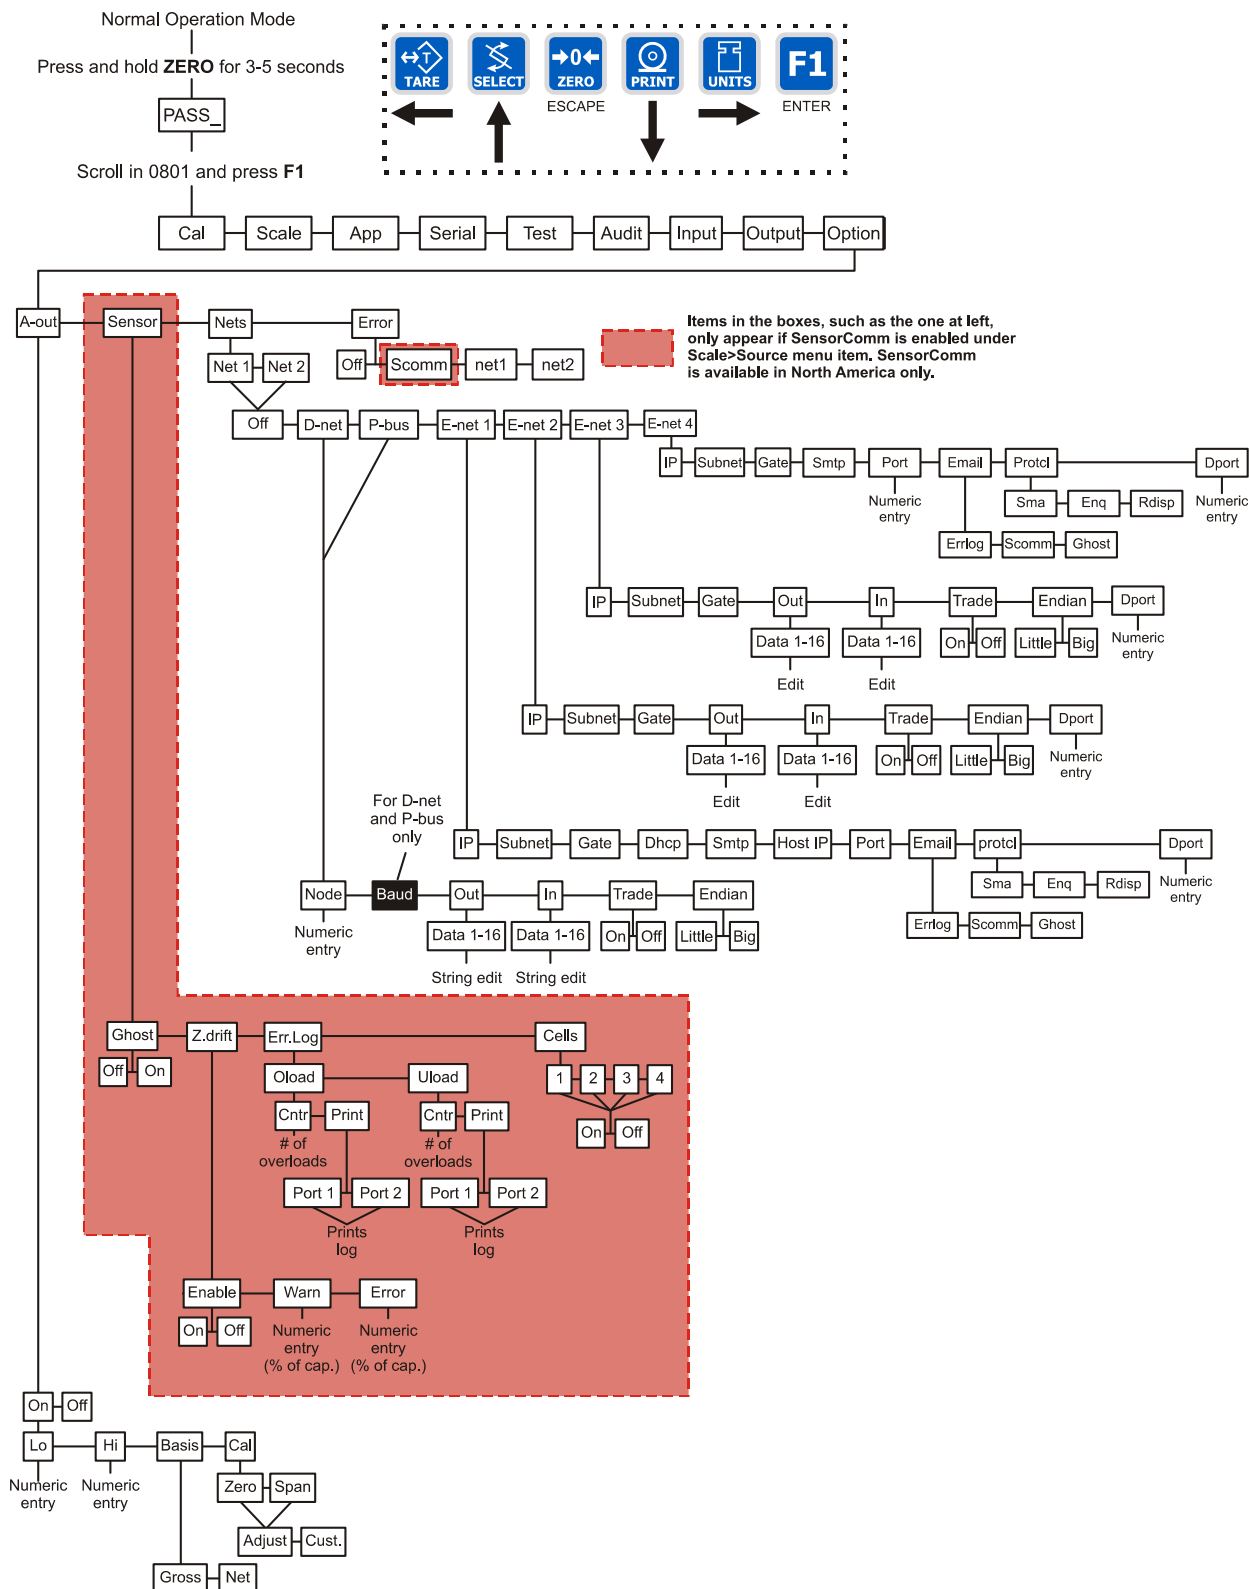 Normal Operation Mode
Press and hold ZERO for 3-5 seconds
PASS_
Scroll in 0801 and press F1
TARE
SELECT
→0←
ZERO
PRINT
UNITS
F1
ESCAPE
ENTER
Cal Scale App Serial Test Audit Input Output Option
A-out Sensor Nets Error
Items in the boxes, such as the one at left,
only appear if SensorComm is enabled under
Scale>Source menu item. SensorComm
is available in North America only.
Net 1 Net 2
Off Scomm net1 net2
Off D-net P-bus E-net 1 E-net 2 E-net 3 E-net 4
IP Subnet Gate Smtp Port Email Protcl Dport
Numeric
entry
Sma Enq Rdisp
Numeric
entry
Errlog Scomm Ghost
IP Subnet Gate Out In Trade Endian Dport
Data 1-16 Data 1-16 On Off Little Big
Numeric
entry
Edit Edit
IP Subnet Gate Out In Trade Endian Dport
Data 1-16 Data 1-16 On Off Little Big
Numeric
entry
Edit Edit
For D-net
and P-bus
only
IP Subnet Gate Dhcp Smtp Host IP Port Email protcl Dport
Sma Enq Rdisp
Numeric
entry
Errlog Scomm Ghost
Node Baud Out In Trade Endian
Numeric
entry
Data 1-16 Data 1-16 On Off Little Big
String edit String edit
Ghost Z.drift Err.Log Cells
Off On
Oload Uload
1 2 3 4
Cntr Print Cntr Print
On Off
# of
overloads
# of
overloads
Port 1 Port 2 Port 1 Port 2
Prints
log
Prints
log
Enable Warn Error
On Off
Numeric
entry
(% of cap.)
Numeric
entry
(% of cap.)
On Off
Lo Hi Basis Cal
Numeric
entry
Numeric
entry
Zero Span
Adjust Cust.
Gross Net